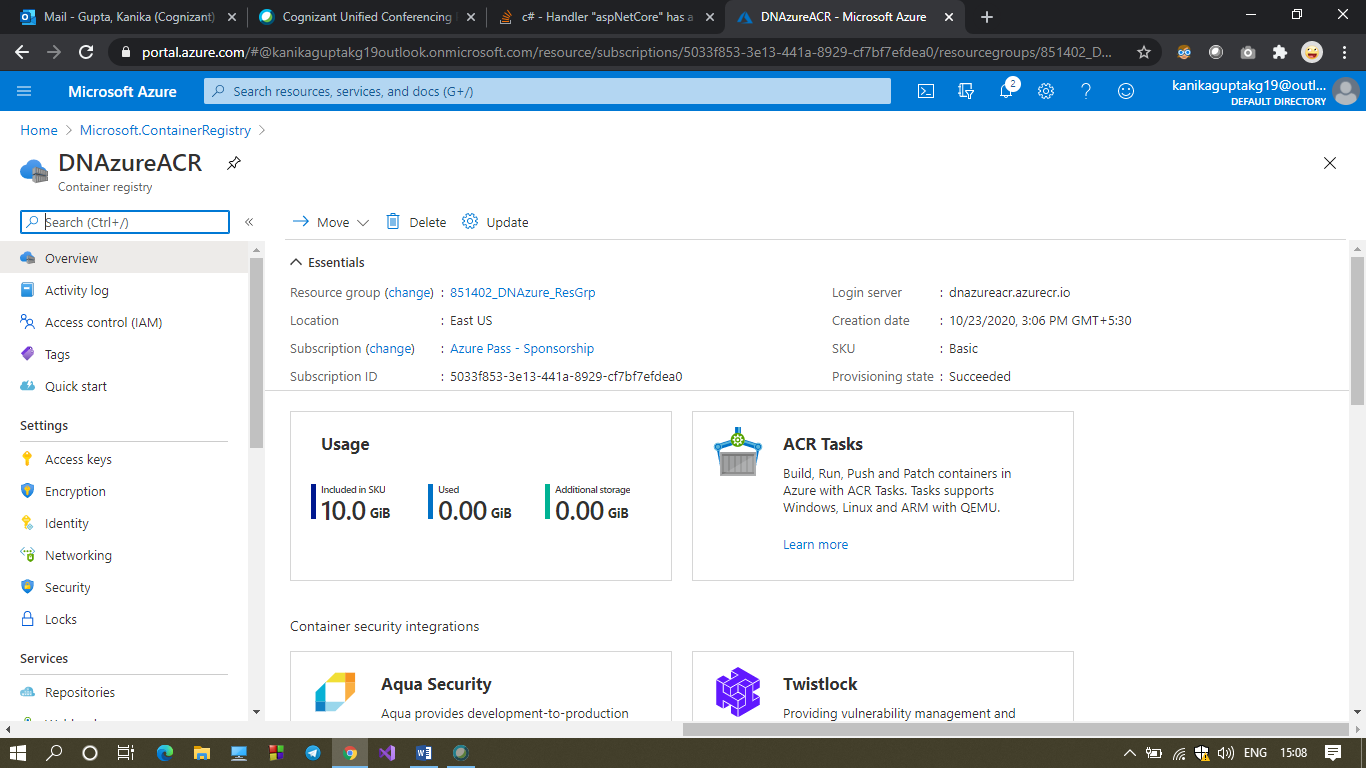 Mail - Gupta, Kanika (Cognizant)
Cognizant Unified Conferencing
c# - Handler "aspNetCore" has a
DNAzureACR - Microsoft Azure
portal.azure.com/#@kanikaguptakg19outlook.onmicrosoft.com/resource/subscriptions/5033f853-3e13-441a-8929-cf7bf7efdea0/resourcegroups/851402_D...
Microsoft Azure
Search resources, services, and docs (G+/)
2
kanikaguptakg19@outl...
DEFAULT DIRECTORY
Home > Microsoft.ContainerRegistry >
DNAzureACR
Container registry
Search (Ctrl+/)
«
Move
Delete
Update
Overview
Activity log
Access control (IAM)
Tags
Quick start
Settings
Access keys
Encryption
Identity
Networking
Security
Locks
Services
Repositories
Essentials
Resource group (change) : 851402_DNAzure_ResGrp
Location : East US
Subscription (change) : Azure Pass - Sponsorship
Subscription ID : 5033f853-3e13-441a-8929-cf7bf7efdea0
Login server : dnazureacr.azurecr.io
Creation date : 10/23/2020, 3:06 PM GMT+5:30
SKU : Basic
Provisioning state : Succeeded
Usage
Included in SKU
10.0 GiB
Used
0.00 GiB
Additional storage
0.00 GiB
ACR Tasks
Build, Run, Push and Patch containers in
Azure with ACR Tasks. Tasks supports
Windows, Linux and ARM with QEMU.
Learn more
Container security integrations
Aqua Security
Aqua provides development-to-production
Twistlock
Providing vulnerability management and
ENG
15:08